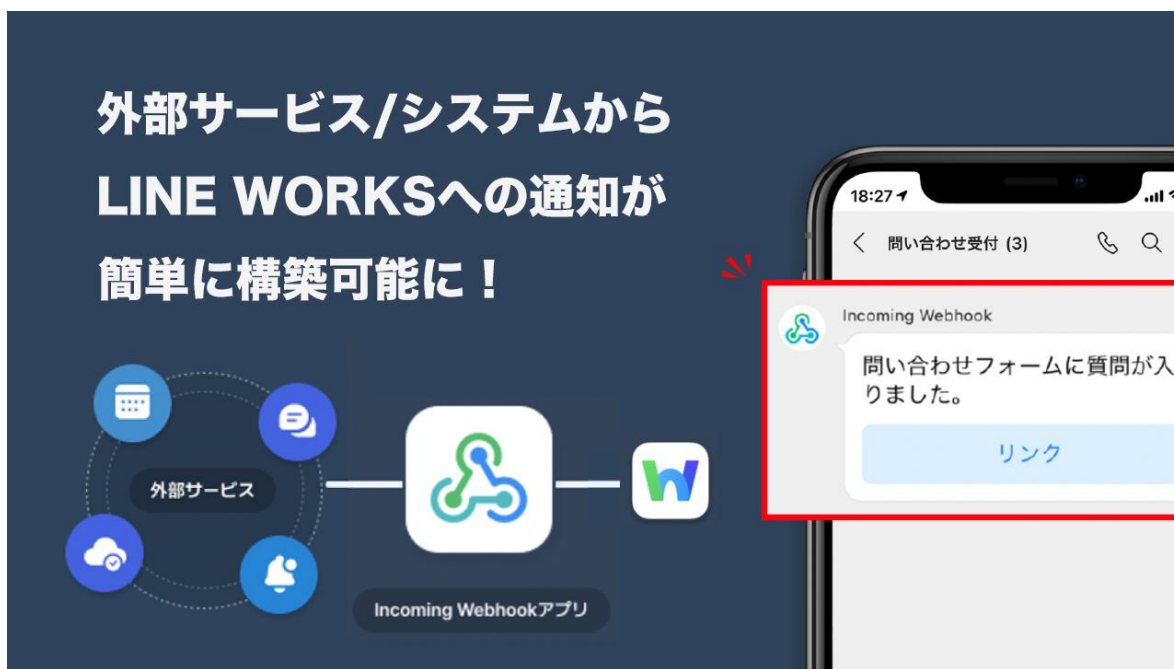 外部サービス/システムから
LINE WORKSへの通知が
簡単に構築可能に！
外部サービス
Incoming Webhookアプリ
18:27
問い合わせ受付 (3)
Incoming Webhook
問い合わせフォームに質問が入
りました。
リンク